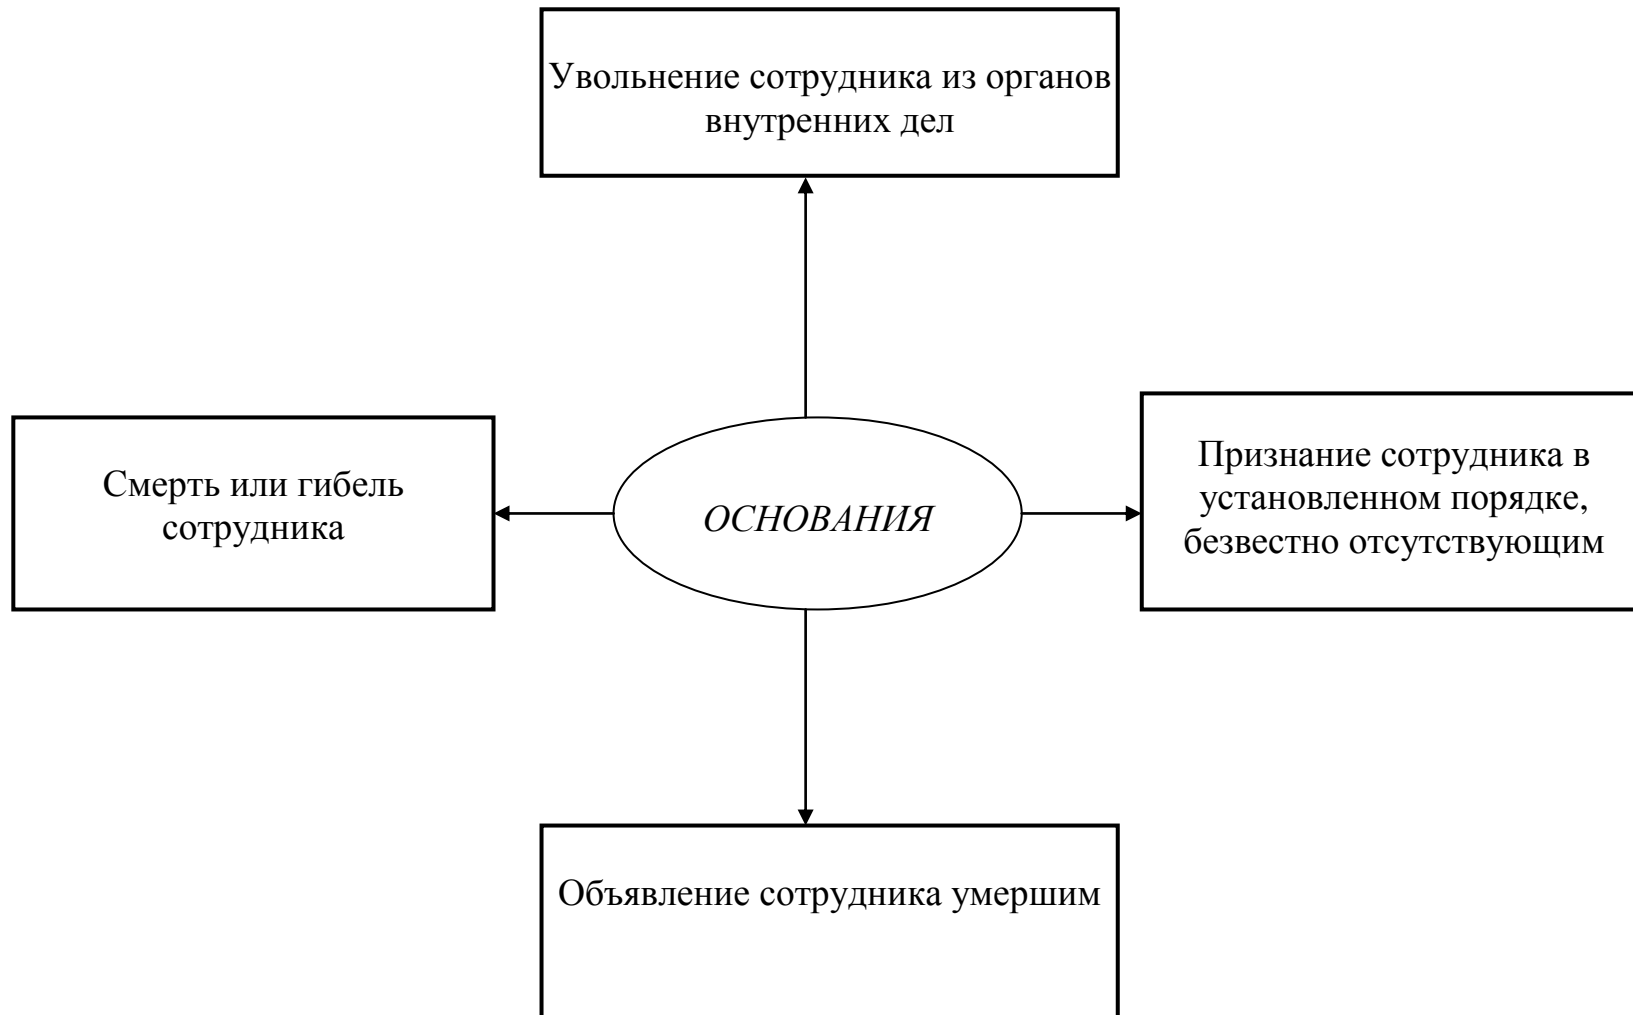 Увольнение сотрудника из органов
внутренних дел
Смерть или гибель
сотрудника
ОСНОВАНИЯ
Признание сотрудника в
установленном порядке,
безвестно отсутствующим
Объявление сотрудника умершим